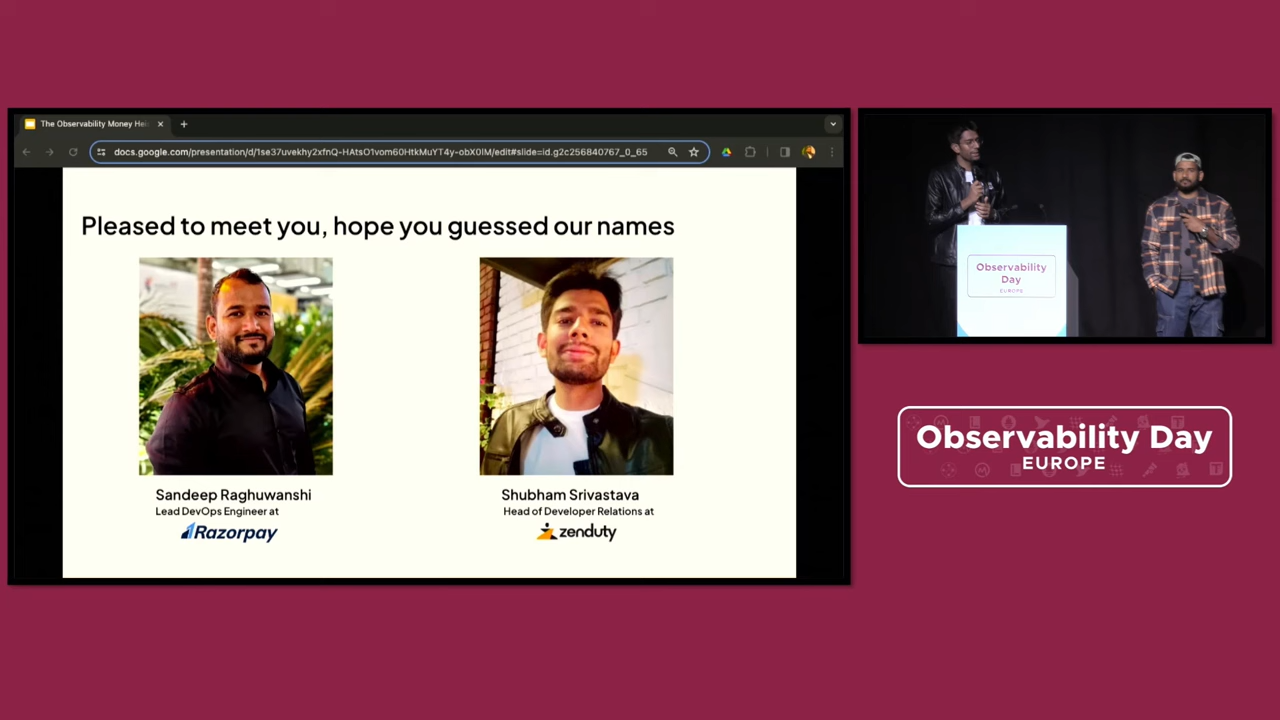 The Observability Money Hei
docs.google.com/presentation/d/1se37uvekhy2xfnQ-HAtsO1vom60HtkMuYT4y-obX0lM/edit#slide=id.g2c256840767_0_65
Pleased to meet you, hope you guessed our names
Sandeep Raghuwanshi
Lead DevOps Engineer at
Razorpay
Shubham Srivastava
Head of Developer Relations at
zenduty
Observability
Day
EUROPE
Observability Day
EUROPE